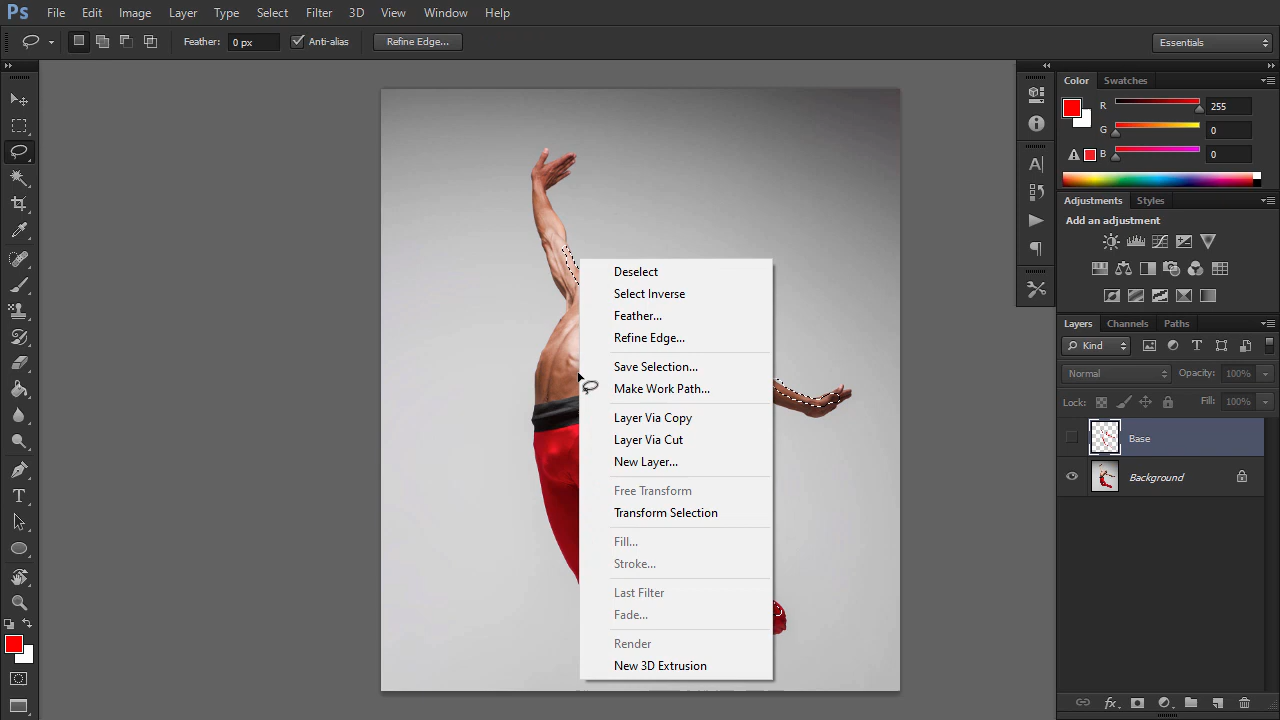 Ps File Edit Image Layer Type Select Filter 3D View Window Help
Feather: 0 px Anti-alias Refine Edge... Essentials
Color Swatches
R 255
G 0
B 0
Adjustments Styles
Add an adjustment
Layers Channels Paths
Kind
Normal Opacity: 100%
Lock: Fill: 100%
Base
Background
Deselect
Select Inverse
Feather...
Refine Edge...
Save Selection...
Make Work Path...
Layer Via Copy
Layer Via Cut
New Layer...
Free Transform
Transform Selection
Fill...
Stroke...
Last Filter
Fade...
Render
New 3D Extrusion